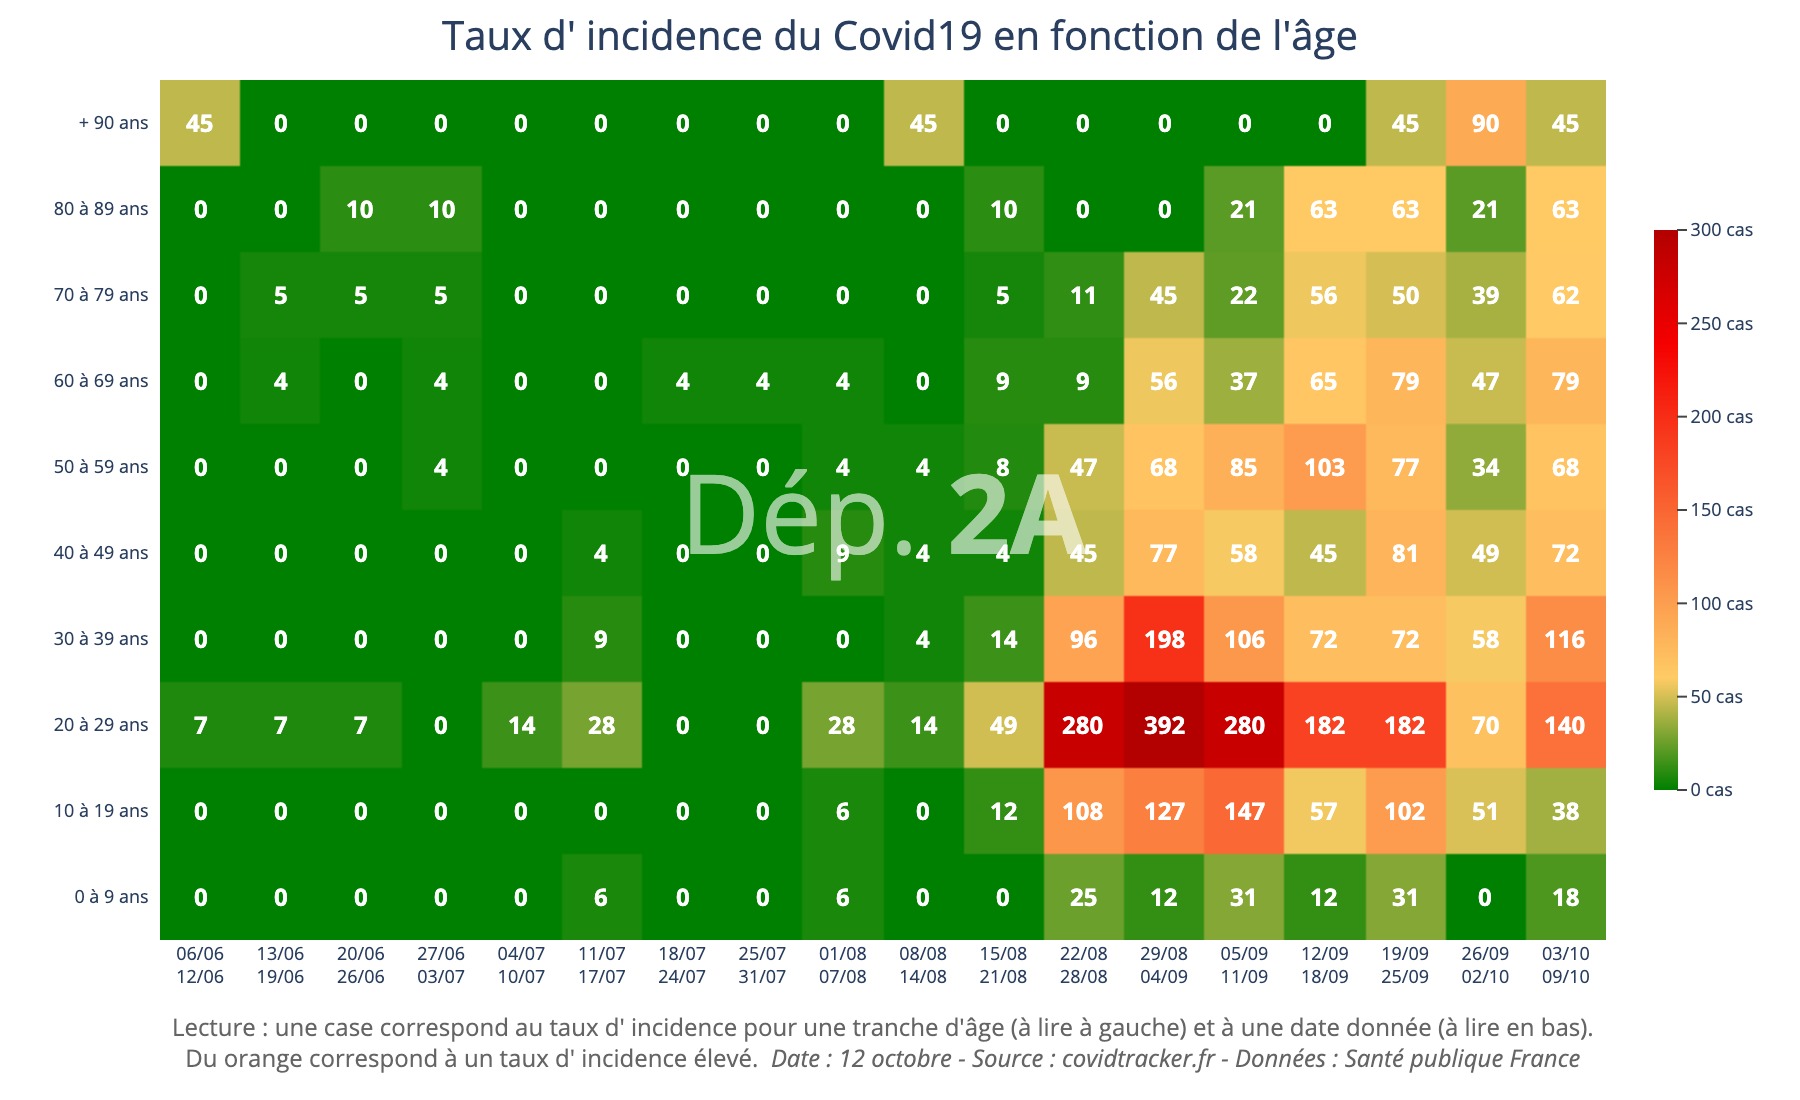 Taux d' incidence du Covid19 en fonction de l'âge
+ 90 ans 45 0 0 0 0 0 0 0 0 45 0 0 0 0 0 45 90 45
80 à 89 ans 0 0 10 10 0 0 0 0 0 0 10 0 0 21 63 63 21 63
70 à 79 ans 0 5 5 5 0 0 0 0 0 0 5 11 45 22 56 50 39 62
60 à 69 ans 0 4 0 4 0 0 4 4 4 0 9 9 56 37 65 79 47 79
50 à 59 ans 0 0 0 4 0 0 0 0 4 4 8 47 68 85 103 77 34 68
Dép. 2A
40 à 49 ans 0 0 0 0 0 4 0 0 9 4 4 45 77 58 45 81 49 72
30 à 39 ans 0 0 0 0 0 9 0 0 0 4 14 96 198 106 72 72 58 116
20 à 29 ans 7 7 7 0 14 28 0 0 28 14 49 280 392 280 182 182 70 140
10 à 19 ans 0 0 0 0 0 0 0 0 6 0 12 108 127 147 57 102 51 38
0 à 9 ans 0 0 0 0 0 6 0 0 6 0 0 25 12 31 12 31 0 18
06/06 13/06 20/06 27/06 04/07 11/07 18/07 25/07 01/08 08/08 15/08 22/08 29/08 05/09 12/09 19/09 26/09 03/10
12/06 19/06 26/06 03/07 10/07 17/07 24/07 31/07 07/08 14/08 21/08 28/08 04/09 11/09 18/09 25/09 02/10 09/10
300 cas
250 cas
200 cas
150 cas
100 cas
50 cas
0 cas
Lecture : une case correspond au taux d' incidence pour une tranche d'âge (à lire à gauche) et à une date donnée (à lire en bas).
Du orange correspond à un taux d' incidence élevé. Date : 12 octobre - Source : covidtracker.fr - Données : Santé publique France